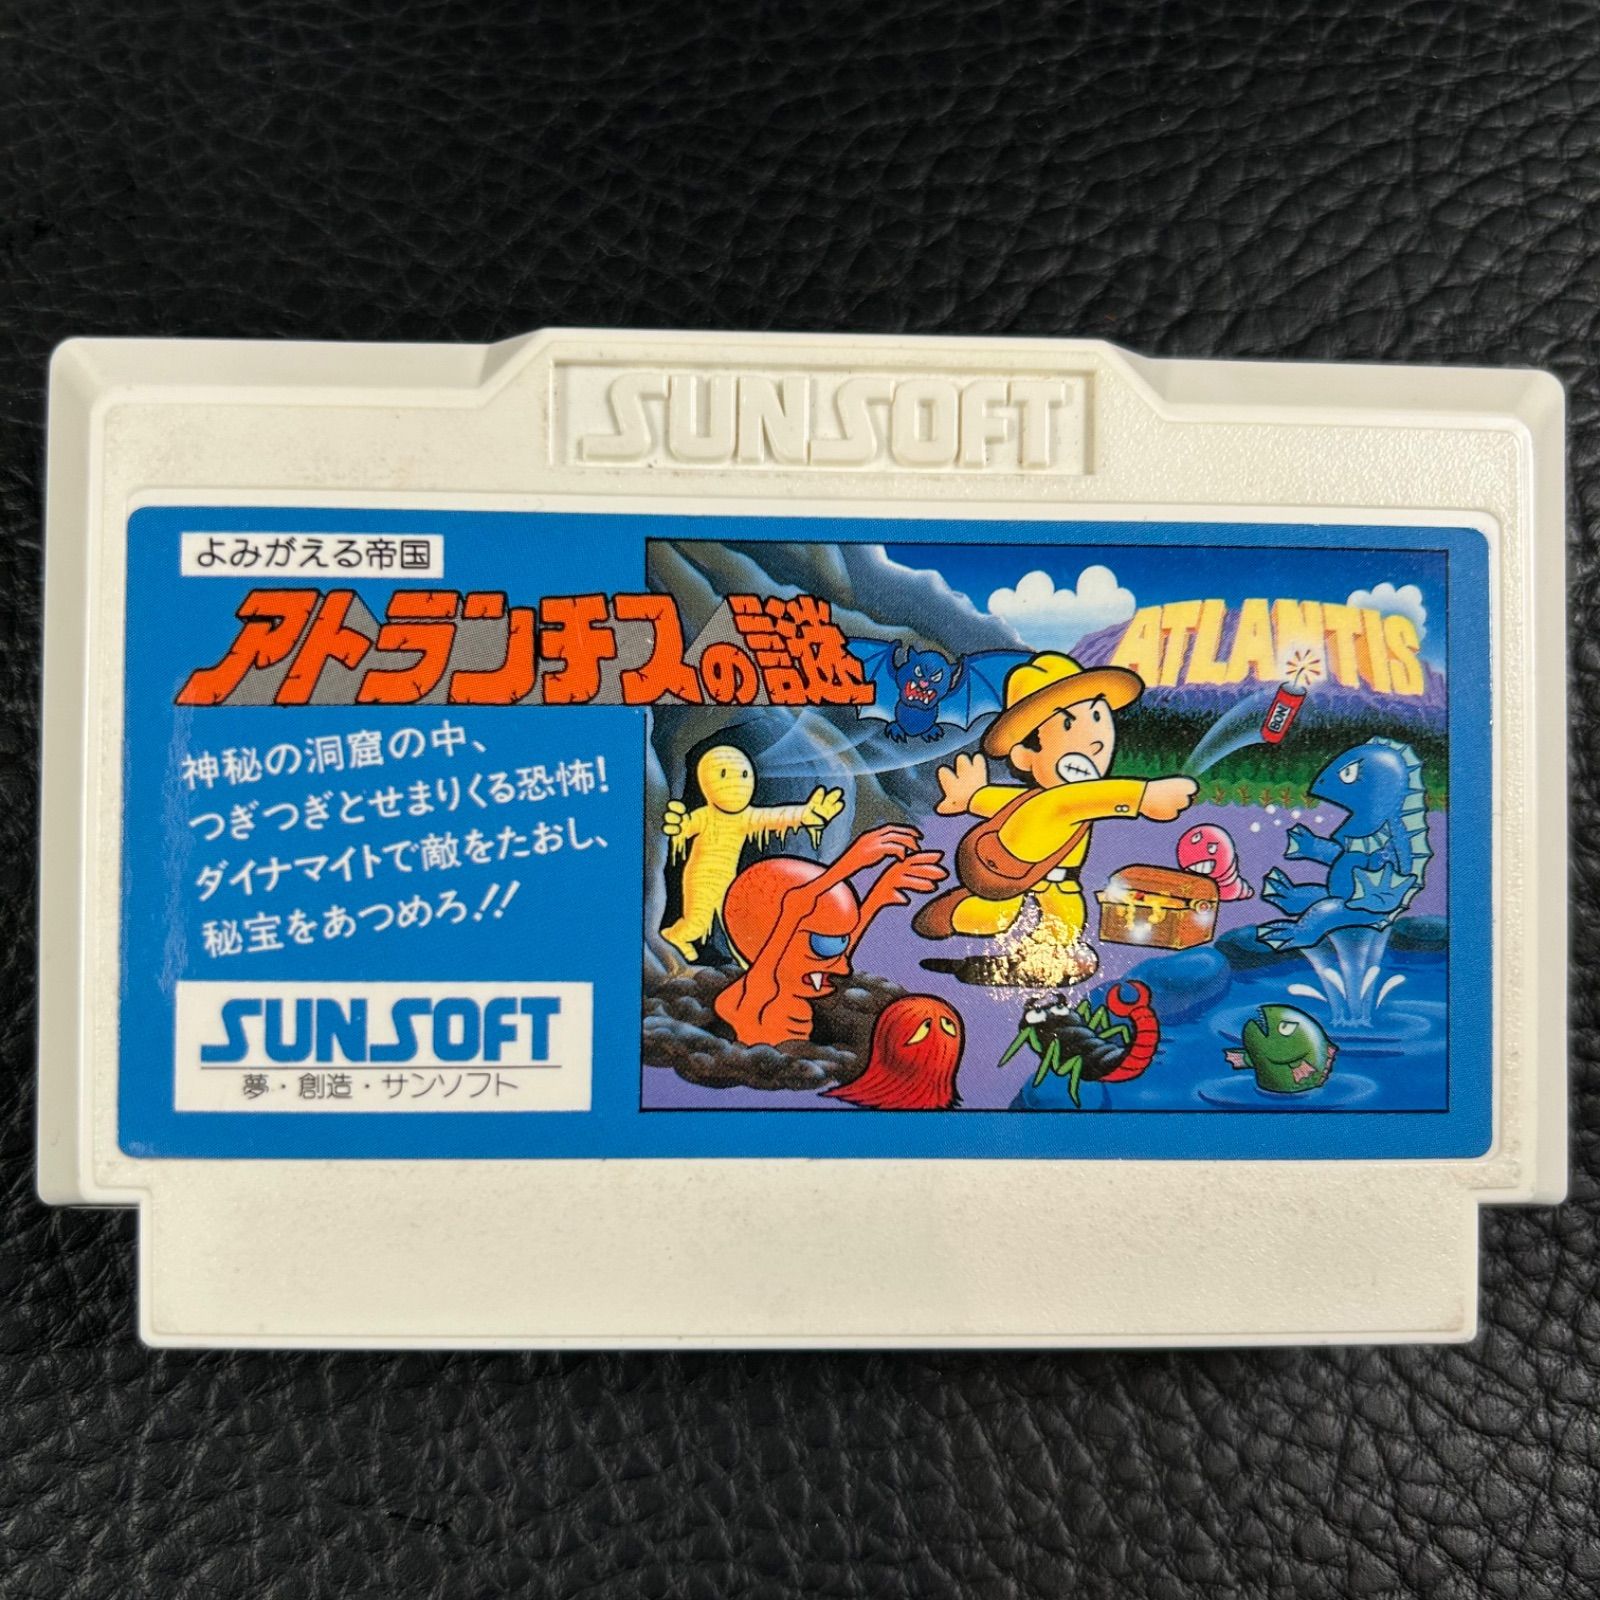 SUNSOFT
よみがえる帝国
アトランチスの謎
神秘の洞窟の中、
つぎつぎとせまりくる恐怖!
ダイナマイトで敵をたおし、
秘宝をあつめろ!!
SUNSOFT
夢・創造・サンソフト
ATLANTIS
BON!